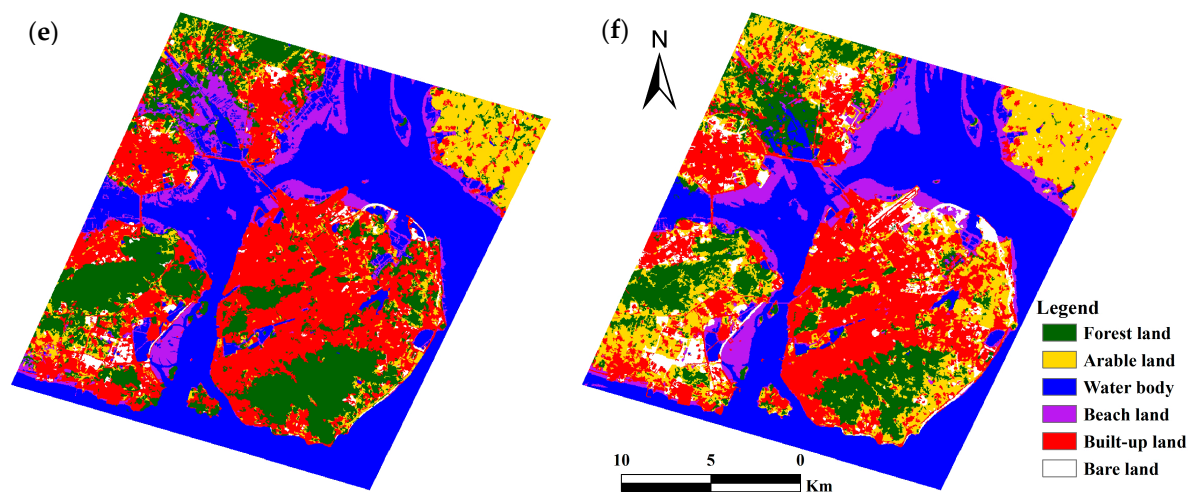 (e)
(f)
N
Legend
Forest land
Arable land
Water body
Beach land
Built-up land
Bare land
10 5 0
Km